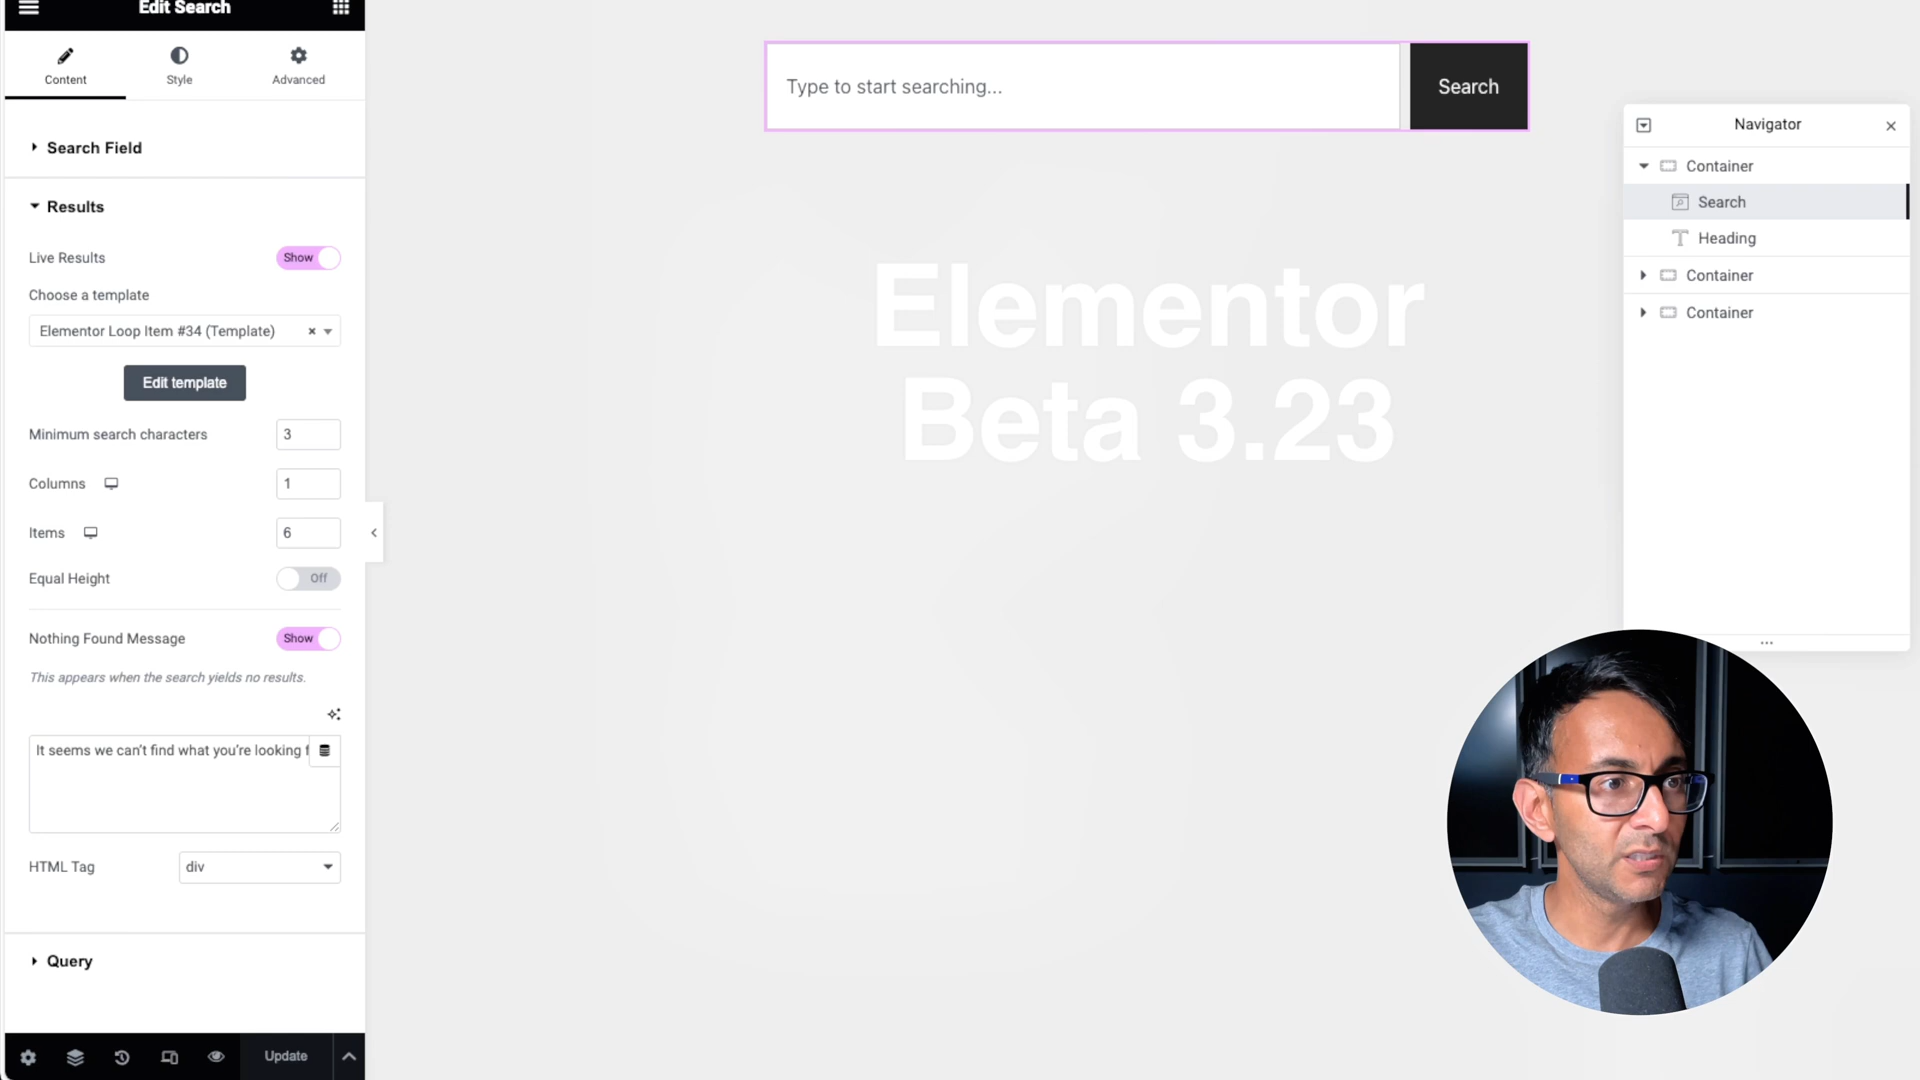 Edit Search
Content
Style
Advanced
Search Field
Results
Live Results
Show
Choose a template
Elementor Loop Item #34 (Template)
Edit template
Minimum search characters
3
Columns
1
Items
6
Equal Height
Off
Nothing Found Message
Show
This appears when the search yields no results.
It seems we can't find what you're looking f
HTML Tag
div
Query
Update
Type to start searching...
Search
Elementor
Beta 3.23
Navigator
Container
Search
Heading
Container
Container